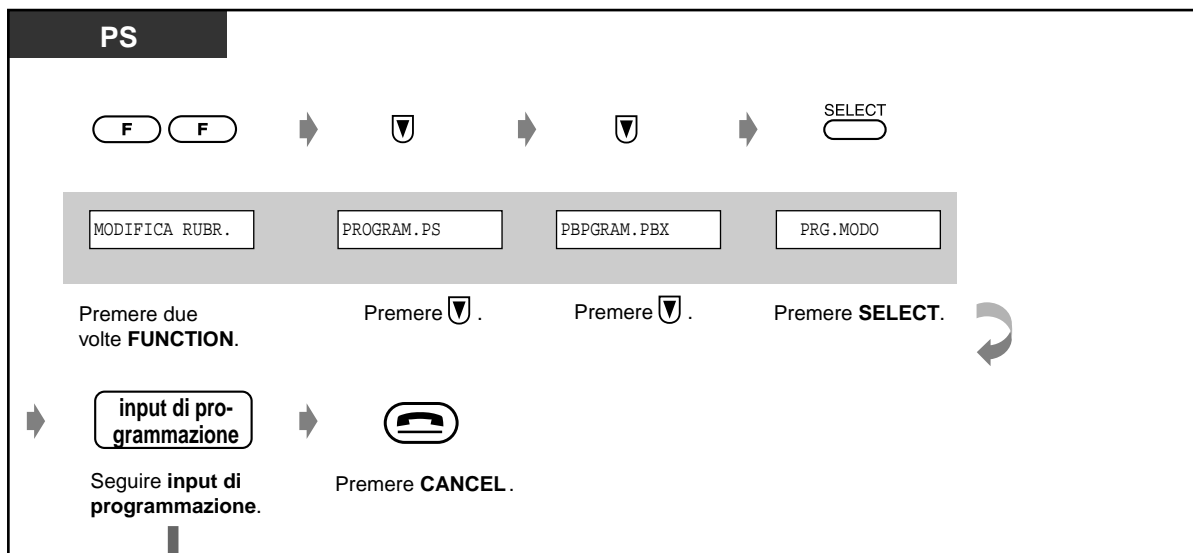 PS
F F SELECT
MODIFICA RUBR. PROGRAM.PS PBPGRAM.PBX PRG.MODO
Premere due
volte FUNCTION.
Premere .
Premere .
Premere SELECT.
input di pro-
grammazione
Seguire input di
programmazione.
Premere CANCEL.